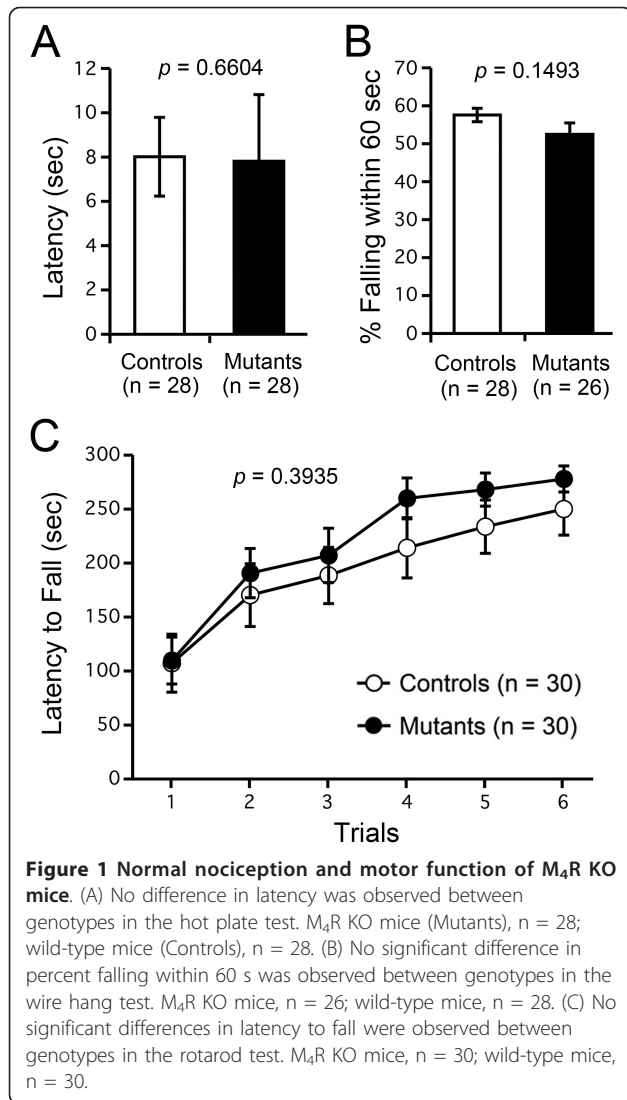 A
p = 0.6604
Latency (sec)
12
10
8
6
4
2
0
Controls
(n = 28)
Mutants
(n = 28)
B
p = 0.1493
% Falling within 60 sec
70
60
50
40
30
20
10
0
Controls
(n = 28)
Mutants
(n = 26)
C
p = 0.3935
Latency to Fall (sec)
300
250
200
150
100
50
0
Controls (n = 30)
Mutants (n = 30)
1 2 3 4 5 6
Trials
Figure 1 Normal nociception and motor function of M₄R KO
mice. (A) No difference in latency was observed between
genotypes in the hot plate test. M₄R KO mice (Mutants), n = 28;
wild-type mice (Controls), n = 28. (B) No significant difference in
percent falling within 60 s was observed between genotypes in the
wire hang test. M₄R KO mice, n = 26; wild-type mice, n = 28. (C) No
significant differences in latency to fall were observed between
genotypes in the rotarod test. M₄R KO mice, n = 30; wild-type mice,
n = 30.